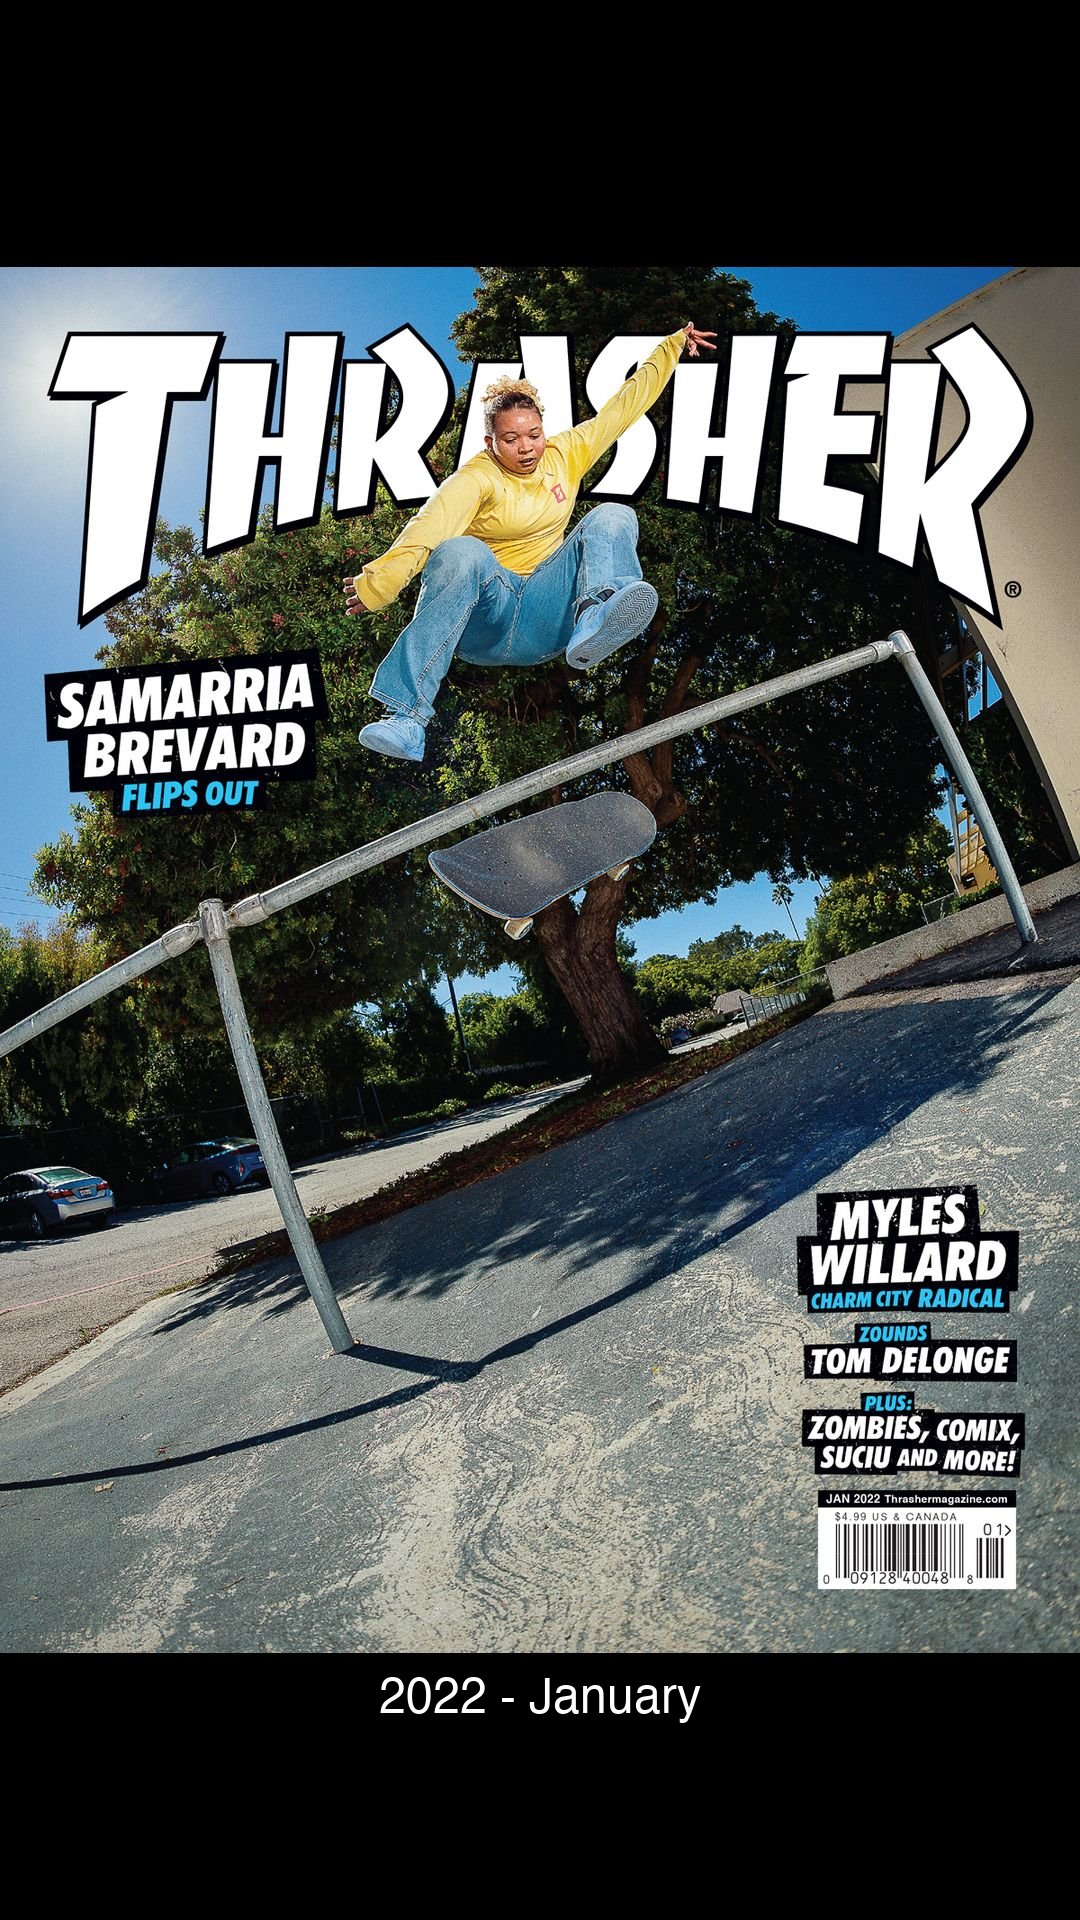 THRASHER
®
SAMARRIA
BREVARD
FLIPS OUT
MYLES
WILLARD
CHARM CITY RADICAL
ZOUNDS
TOM DELONGE
PLUS:
ZOMBIES, COMIX,
SUCIU AND MORE!
JAN 2022 Thrashermagazine.com
$4.99 US & CANADA
01>
0 09128 40048 8
2022 - January